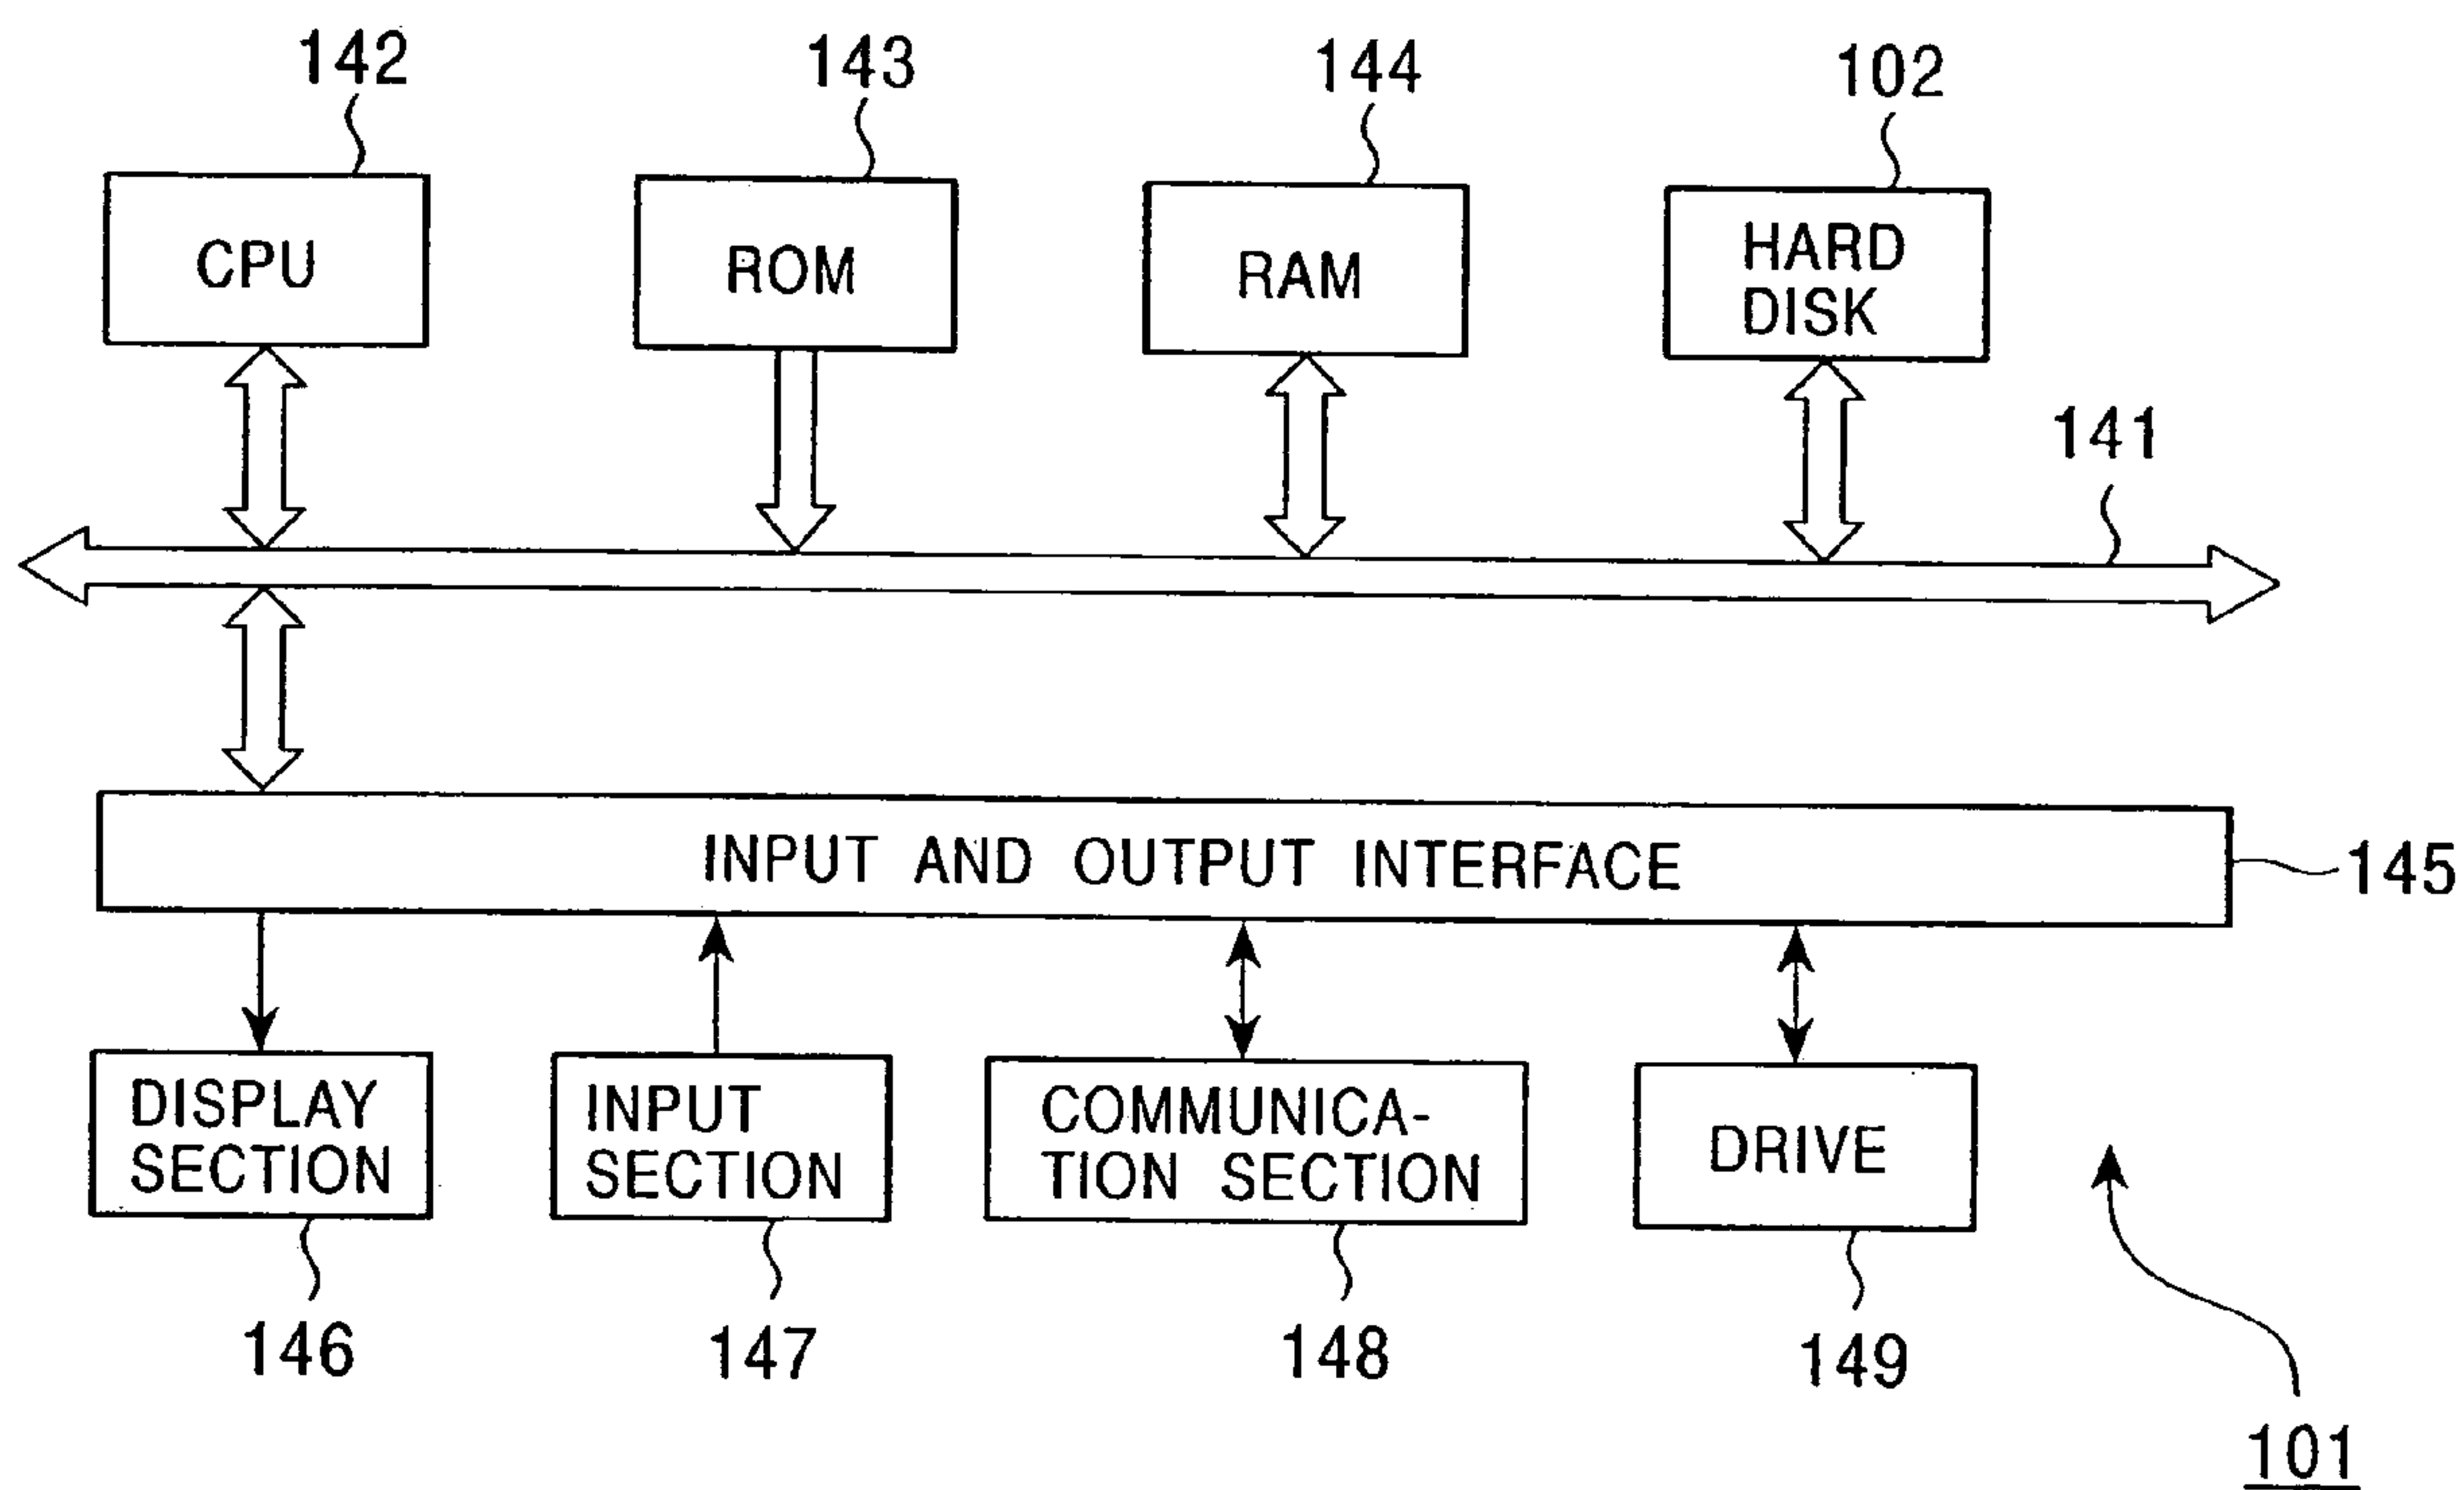 142
143
144
102
CPU
ROM
RAM
HARD
DISK
141
INPUT AND OUTPUT INTERFACE
145
DISPLAY
SECTION
INPUT
SECTION
COMMUNICA-
TION SECTION
DRIVE
146
147
148
149
101